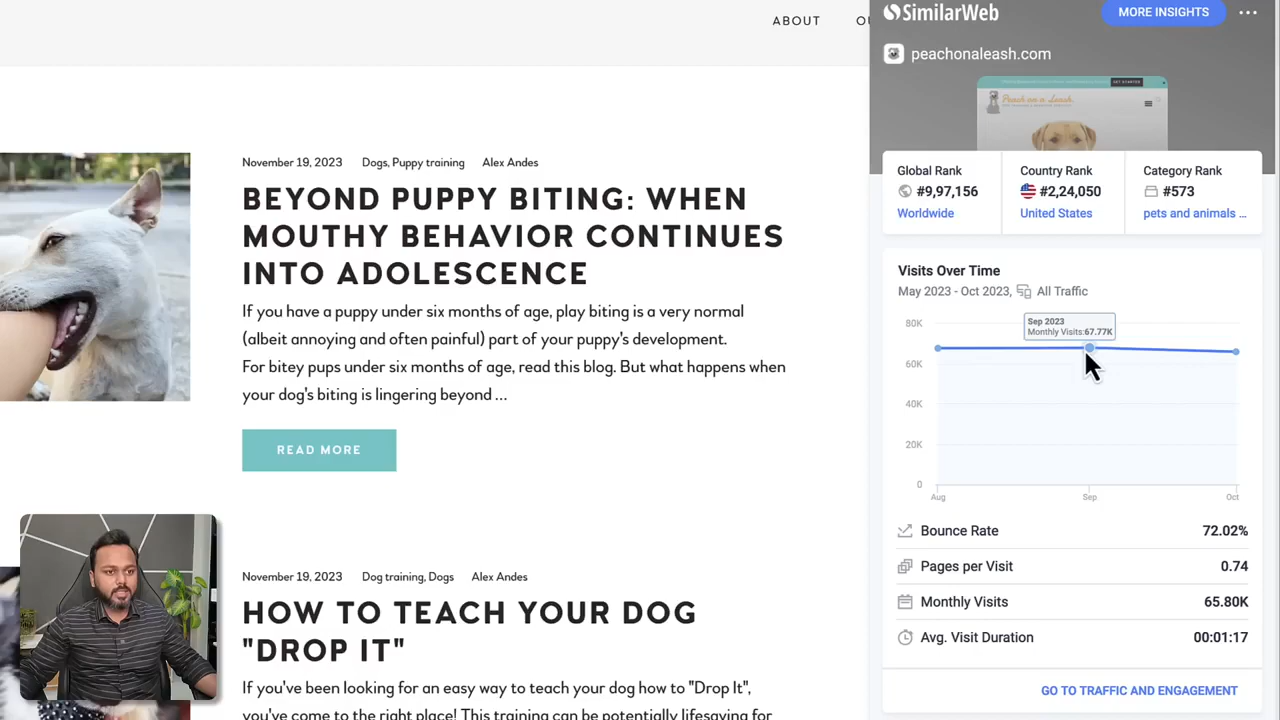 ABOUT
SimilarWeb
MORE INSIGHTS
peachonaleash.com
GET STARTED
Peach on a Leash
Global Rank
#9,97,156
Worldwide
Country Rank
#2,24,050
United States
Category Rank
#573
pets and animals ...
November 19, 2023 Dogs, Puppy training Alex Andes
BEYOND PUPPY BITING: WHEN
MOUTHY BEHAVIOR CONTINUES
INTO ADOLESCENCE
If you have a puppy under six months of age, play biting is a very normal
(albeit annoying and often painful) part of your puppy's development.
For bitey pups under six months of age, read this blog. But what happens when
your dog's biting is lingering beyond ...
READ MORE
Visits Over Time
May 2023 - Oct 2023, All Traffic
Sep 2023
Monthly Visits:67.77K
80K
60K
40K
20K
0
Aug Sep Oct
Bounce Rate 72.02%
Pages per Visit 0.74
Monthly Visits 65.80K
Avg. Visit Duration 00:01:17
GO TO TRAFFIC AND ENGAGEMENT
November 19, 2023 Dog training, Dogs Alex Andes
HOW TO TEACH YOUR DOG
"DROP IT"
If you've been looking for an easy way to teach your dog how to "Drop It",
you've come to the right place! This training can be potentially lifesaving for